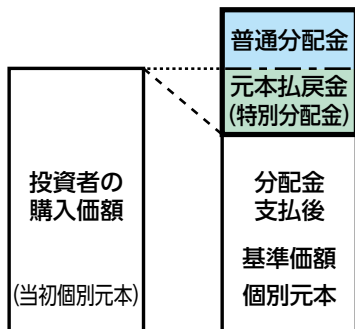 普通分配金
元本払戻金
(特別分配金)
投資者の
購入価額
(当初個別元本)
分配金
支払後
基準価額
個別元本